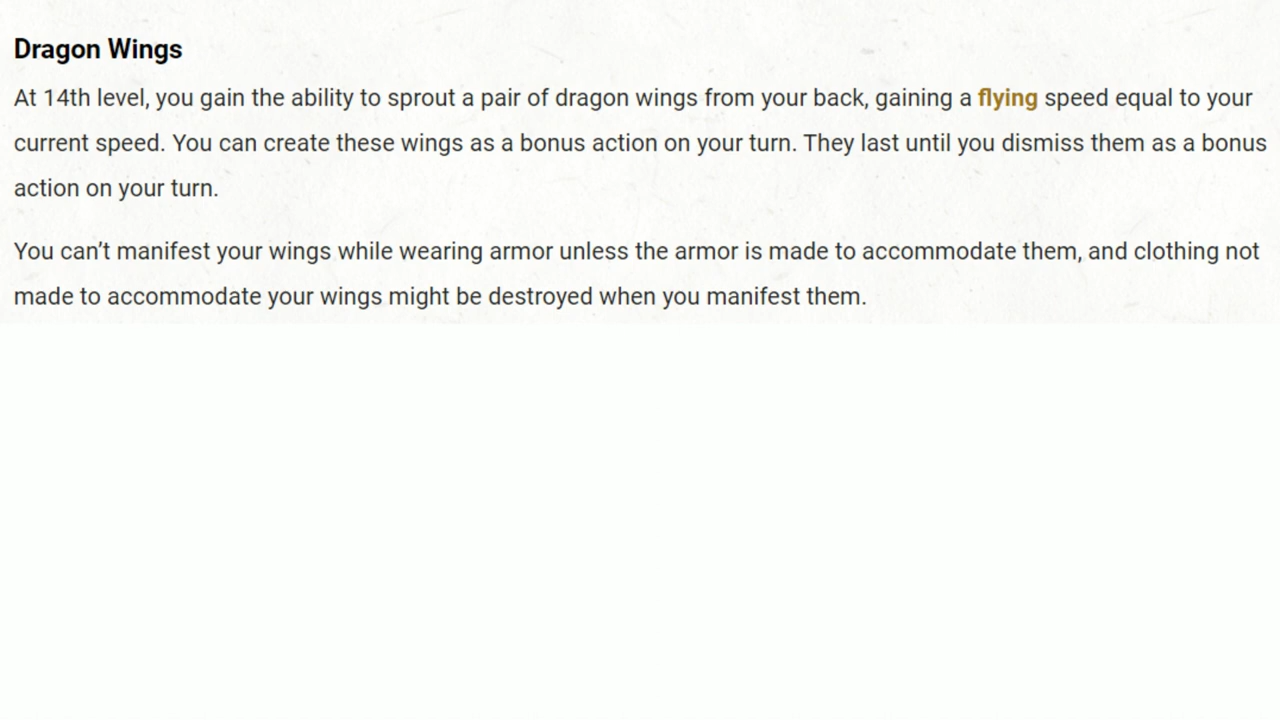 Dragon Wings
At 14th level, you gain the ability to sprout a pair of dragon wings from your back, gaining a flying speed equal to your
current speed. You can create these wings as a bonus action on your turn. They last until you dismiss them as a bonus
action on your turn.
You can’t manifest your wings while wearing armor unless the armor is made to accommodate them, and clothing not
made to accommodate your wings might be destroyed when you manifest them.